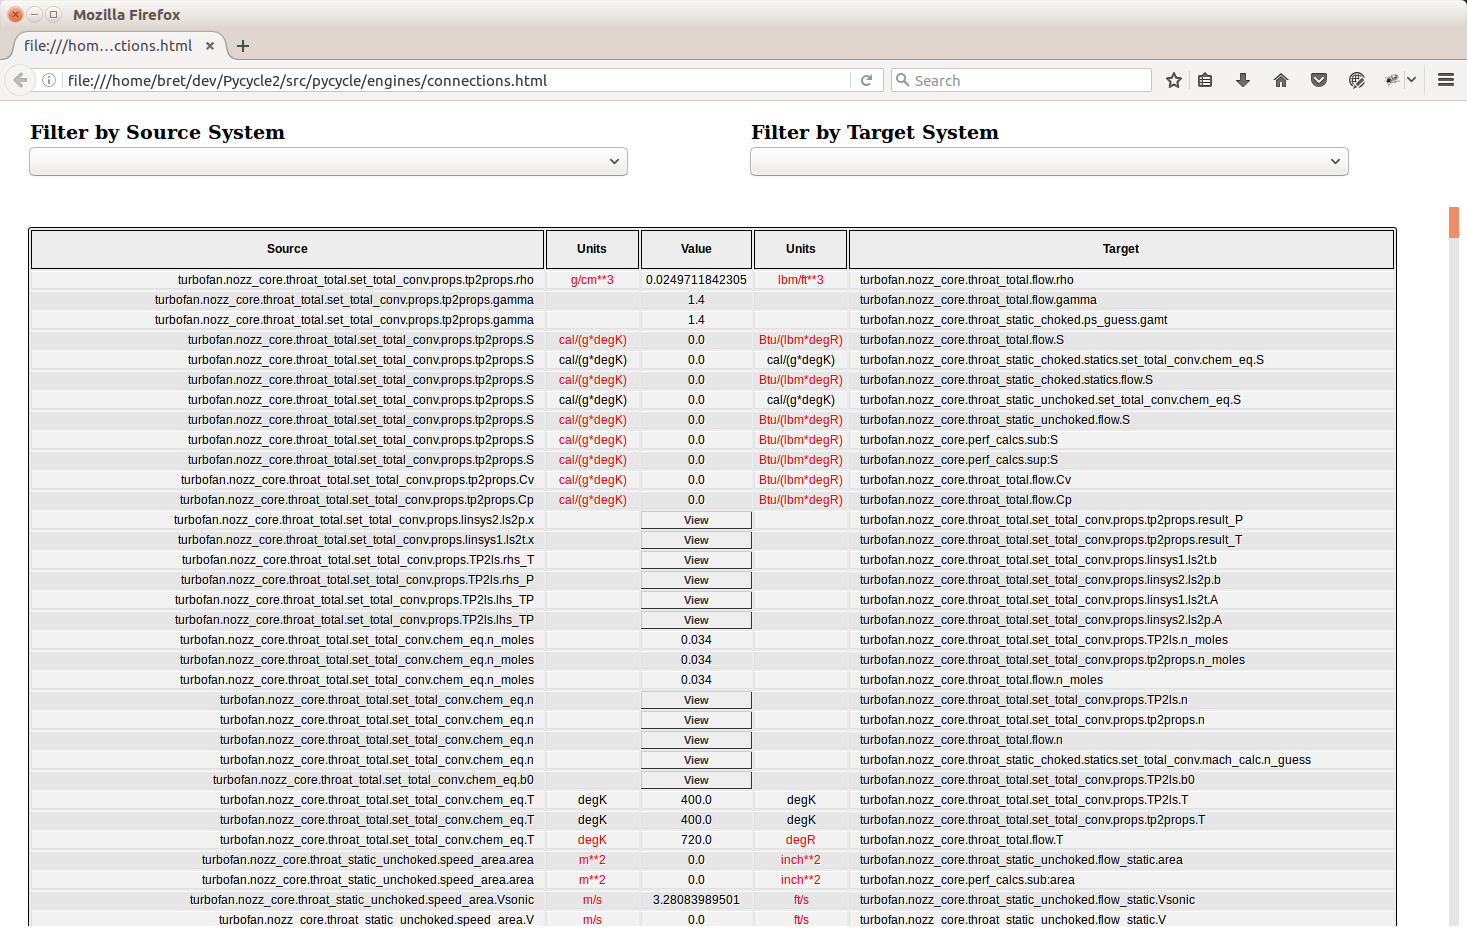 Mozilla Firefox
file:///hom...ctions.html
file:///home/bret/dev/Pycycle2/src/pycycle/engines/connections.html
Search
Filter by Source System Filter by Target System
Source Units Value Units Target
turbofan.nozz_core.throat_total.set_total_conv.props.tp2props.rho g/cm**3 0.0249711842305 lbm/ft**3 turbofan.nozz_core.throat_total.flow.rho
turbofan.nozz_core.throat_total.set_total_conv.props.tp2props.gamma 1.4 turbofan.nozz_core.throat_total.flow.gamma
turbofan.nozz_core.throat_total.set_total_conv.props.tp2props.gamma 1.4 turbofan.nozz_core.throat_static_choked.ps_guess.gamt
turbofan.nozz_core.throat_total.set_total_conv.props.tp2props.S cal/(g*degK) 0.0 Btu/(lbm*degR) turbofan.nozz_core.throat_total.flow.S
turbofan.nozz_core.throat_total.set_total_conv.props.tp2props.S cal/(g*degK) 0.0 cal/(g*degK) turbofan.nozz_core.throat_static_choked.statics.set_total_conv.chem_eq.S
turbofan.nozz_core.throat_total.set_total_conv.props.tp2props.S cal/(g*degK) 0.0 Btu/(lbm*degR) turbofan.nozz_core.throat_static_choked.statics.flow.S
turbofan.nozz_core.throat_total.set_total_conv.props.tp2props.S cal/(g*degK) 0.0 cal/(g*degK) turbofan.nozz_core.throat_static_unchoked.set_total_conv.chem_eq.S
turbofan.nozz_core.throat_total.set_total_conv.props.tp2props.S cal/(g*degK) 0.0 Btu/(lbm*degR) turbofan.nozz_core.throat_static_unchoked.flow.S
turbofan.nozz_core.throat_total.set_total_conv.props.tp2props.S cal/(g*degK) 0.0 Btu/(lbm*degR) turbofan.nozz_core.perf_calcs.sub:S
turbofan.nozz_core.throat_total.set_total_conv.props.tp2props.S cal/(g*degK) 0.0 Btu/(lbm*degR) turbofan.nozz_core.perf_calcs.sup:S
turbofan.nozz_core.throat_total.set_total_conv.props.tp2props.Cv cal/(g*degK) 0.0 Btu/(lbm*degR) turbofan.nozz_core.throat_total.flow.Cv
turbofan.nozz_core.throat_total.set_total_conv.props.tp2props.Cp cal/(g*degK) 0.0 Btu/(lbm*degR) turbofan.nozz_core.throat_total.flow.Cp
turbofan.nozz_core.throat_total.set_total_conv.props.linsys2.ls2p.x View turbofan.nozz_core.throat_total.set_total_conv.props.tp2props.result_P
turbofan.nozz_core.throat_total.set_total_conv.props.linsys1.ls2t.x View turbofan.nozz_core.throat_total.set_total_conv.props.tp2props.result_T
turbofan.nozz_core.throat_total.set_total_conv.props.TP2ls.rhs_T View turbofan.nozz_core.throat_total.set_total_conv.props.linsys1.ls2t.b
turbofan.nozz_core.throat_total.set_total_conv.props.TP2ls.rhs_P View turbofan.nozz_core.throat_total.set_total_conv.props.linsys2.ls2p.b
turbofan.nozz_core.throat_total.set_total_conv.props.TP2ls.lhs_TP View turbofan.nozz_core.throat_total.set_total_conv.props.linsys1.ls2t.A
turbofan.nozz_core.throat_total.set_total_conv.props.TP2ls.lhs_TP View turbofan.nozz_core.throat_total.set_total_conv.props.linsys2.ls2p.A
turbofan.nozz_core.throat_total.set_total_conv.chem_eq.n_moles 0.034 turbofan.nozz_core.throat_total.set_total_conv.props.TP2ls.n_moles
turbofan.nozz_core.throat_total.set_total_conv.chem_eq.n_moles 0.034 turbofan.nozz_core.throat_total.set_total_conv.props.tp2props.n_moles
turbofan.nozz_core.throat_total.set_total_conv.chem_eq.n_moles 0.034 turbofan.nozz_core.throat_total.flow.n_moles
turbofan.nozz_core.throat_total.set_total_conv.chem_eq.n View turbofan.nozz_core.throat_total.set_total_conv.props.TP2ls.n
turbofan.nozz_core.throat_total.set_total_conv.chem_eq.n View turbofan.nozz_core.throat_total.set_total_conv.props.tp2props.n
turbofan.nozz_core.throat_total.set_total_conv.chem_eq.n View turbofan.nozz_core.throat_total.flow.n
turbofan.nozz_core.throat_total.set_total_conv.chem_eq.n View turbofan.nozz_core.throat_static_choked.statics.set_total_conv.mach_calc.n_guess
turbofan.nozz_core.throat_total.set_total_conv.chem_eq.b0 View turbofan.nozz_core.throat_total.set_total_conv.props.TP2ls.b0
turbofan.nozz_core.throat_total.set_total_conv.chem_eq.T degK 400.0 degK turbofan.nozz_core.throat_total.set_total_conv.props.TP2ls.T
turbofan.nozz_core.throat_total.set_total_conv.chem_eq.T degK 400.0 degK turbofan.nozz_core.throat_total.set_total_conv.props.tp2props.T
turbofan.nozz_core.throat_total.set_total_conv.chem_eq.T degK 720.0 degR turbofan.nozz_core.throat_total.flow.T
turbofan.nozz_core.throat_static_unchoked.speed_area.area m**2 0.0 inch**2 turbofan.nozz_core.throat_static_unchoked.flow_static.area
turbofan.nozz_core.throat_static_unchoked.speed_area.area m**2 0.0 inch**2 turbofan.nozz_core.perf_calcs.sub:area
turbofan.nozz_core.throat_static_unchoked.speed_area.Vsonic m/s 3.28083989501 ft/s turbofan.nozz_core.throat_static_unchoked.flow_static.Vsonic
turbofan.nozz_core.throat_static_unchoked.speed_area.V m/s 0.0 ft/s turbofan.nozz_core.throat_static_unchoked.flow_static.V